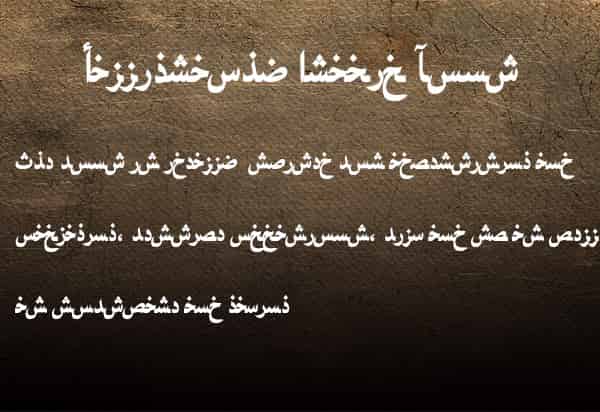 شسسآ خرخخشا ضذسخشذرززخأ
خسخ ذسرشرشدصخخ شسد خدشرصش ضززخدخر شر شسسد دذث
ززدص شخ صش خسخ سزرد ،شسسرشخخخس دصرششدد ،ذسرذخزخخس
ذسرسخذ خسخ دشخصشدسش شخ